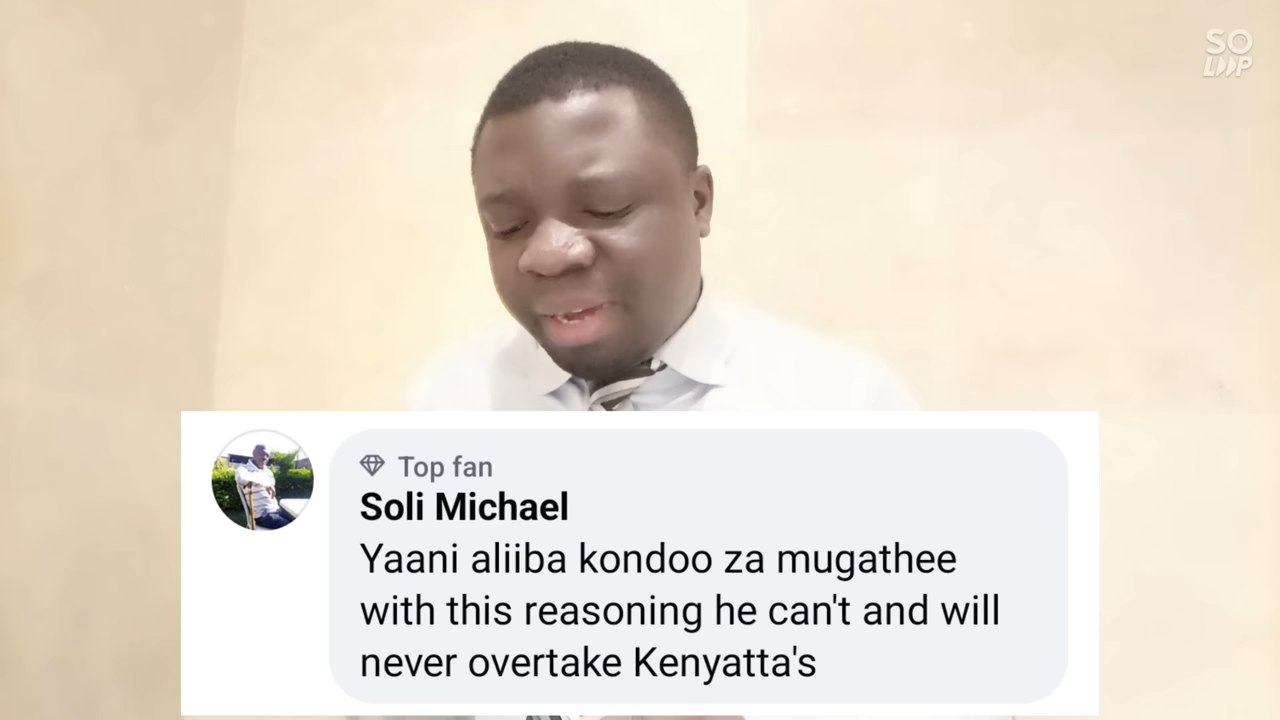 SO
LOOP
Top fan
Soli Michael
Yaani aliiba kondoo za mugathee
with this reasoning he can't and will
never overtake Kenyatta's